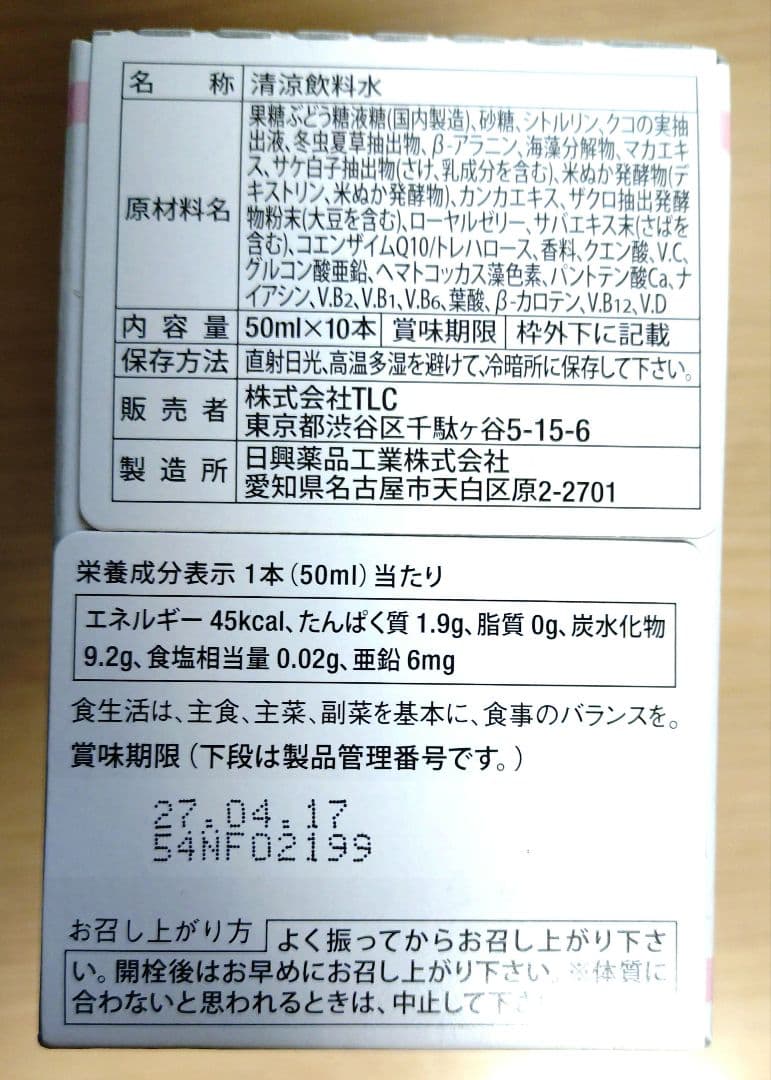 名称 清涼飲料水
原材料名
果糖ぶどう糖液糖(国内製造)、砂糖、シトルリン、クコの実抽
出液、冬虫夏草抽出物、β-アラニン、海藻分解物、マカエキ
ス、サケ白子抽出物(さけ、乳成分を含む)、米ぬか発酵物(デ
キストリン、米ぬか発酵物)、カンカエキス、ザクロ抽出発酵
物粉末(大豆を含む)、ローヤルゼリー、サバエキス末(さばを
含む)、コエンザイムQ10/トレハロース、香料、クエン酸、V.C、
グルコン酸亜鉛、ヘマトコッカス藻色素、パントテン酸Ca、ナ
イアシン、V.B2、V.B1、V.B6、葉酸、β-カロテン、V.B12、V.D
内容量 50ml×10本 賞味期限 枠外下に記載
保存方法 直射日光、高温多湿を避けて、冷暗所に保存して下さい。
販売者 株式会社TLC
東京都渋谷区千駄ヶ谷5-15-6
製造所 日興薬品工業株式会社
愛知県名古屋市天白区原2-2701
栄養成分表示 1本(50ml)当たり
エネルギー 45kcal、たんぱく質 1.9g、脂質 0g、炭水化物
9.2g、食塩相当量 0.02g、亜鉛 6mg
食生活は、主食、主菜、副菜を基本に、食事のバランスを。
賞味期限(下段は製品管理番号です。)
27.04.17
54NF02199
お召し上がり方 よく振ってからお召し上がり下さ
い。開栓後はお早めにお召し上がり下さい。※体質に
合わないと思われるときは、中止して下さ